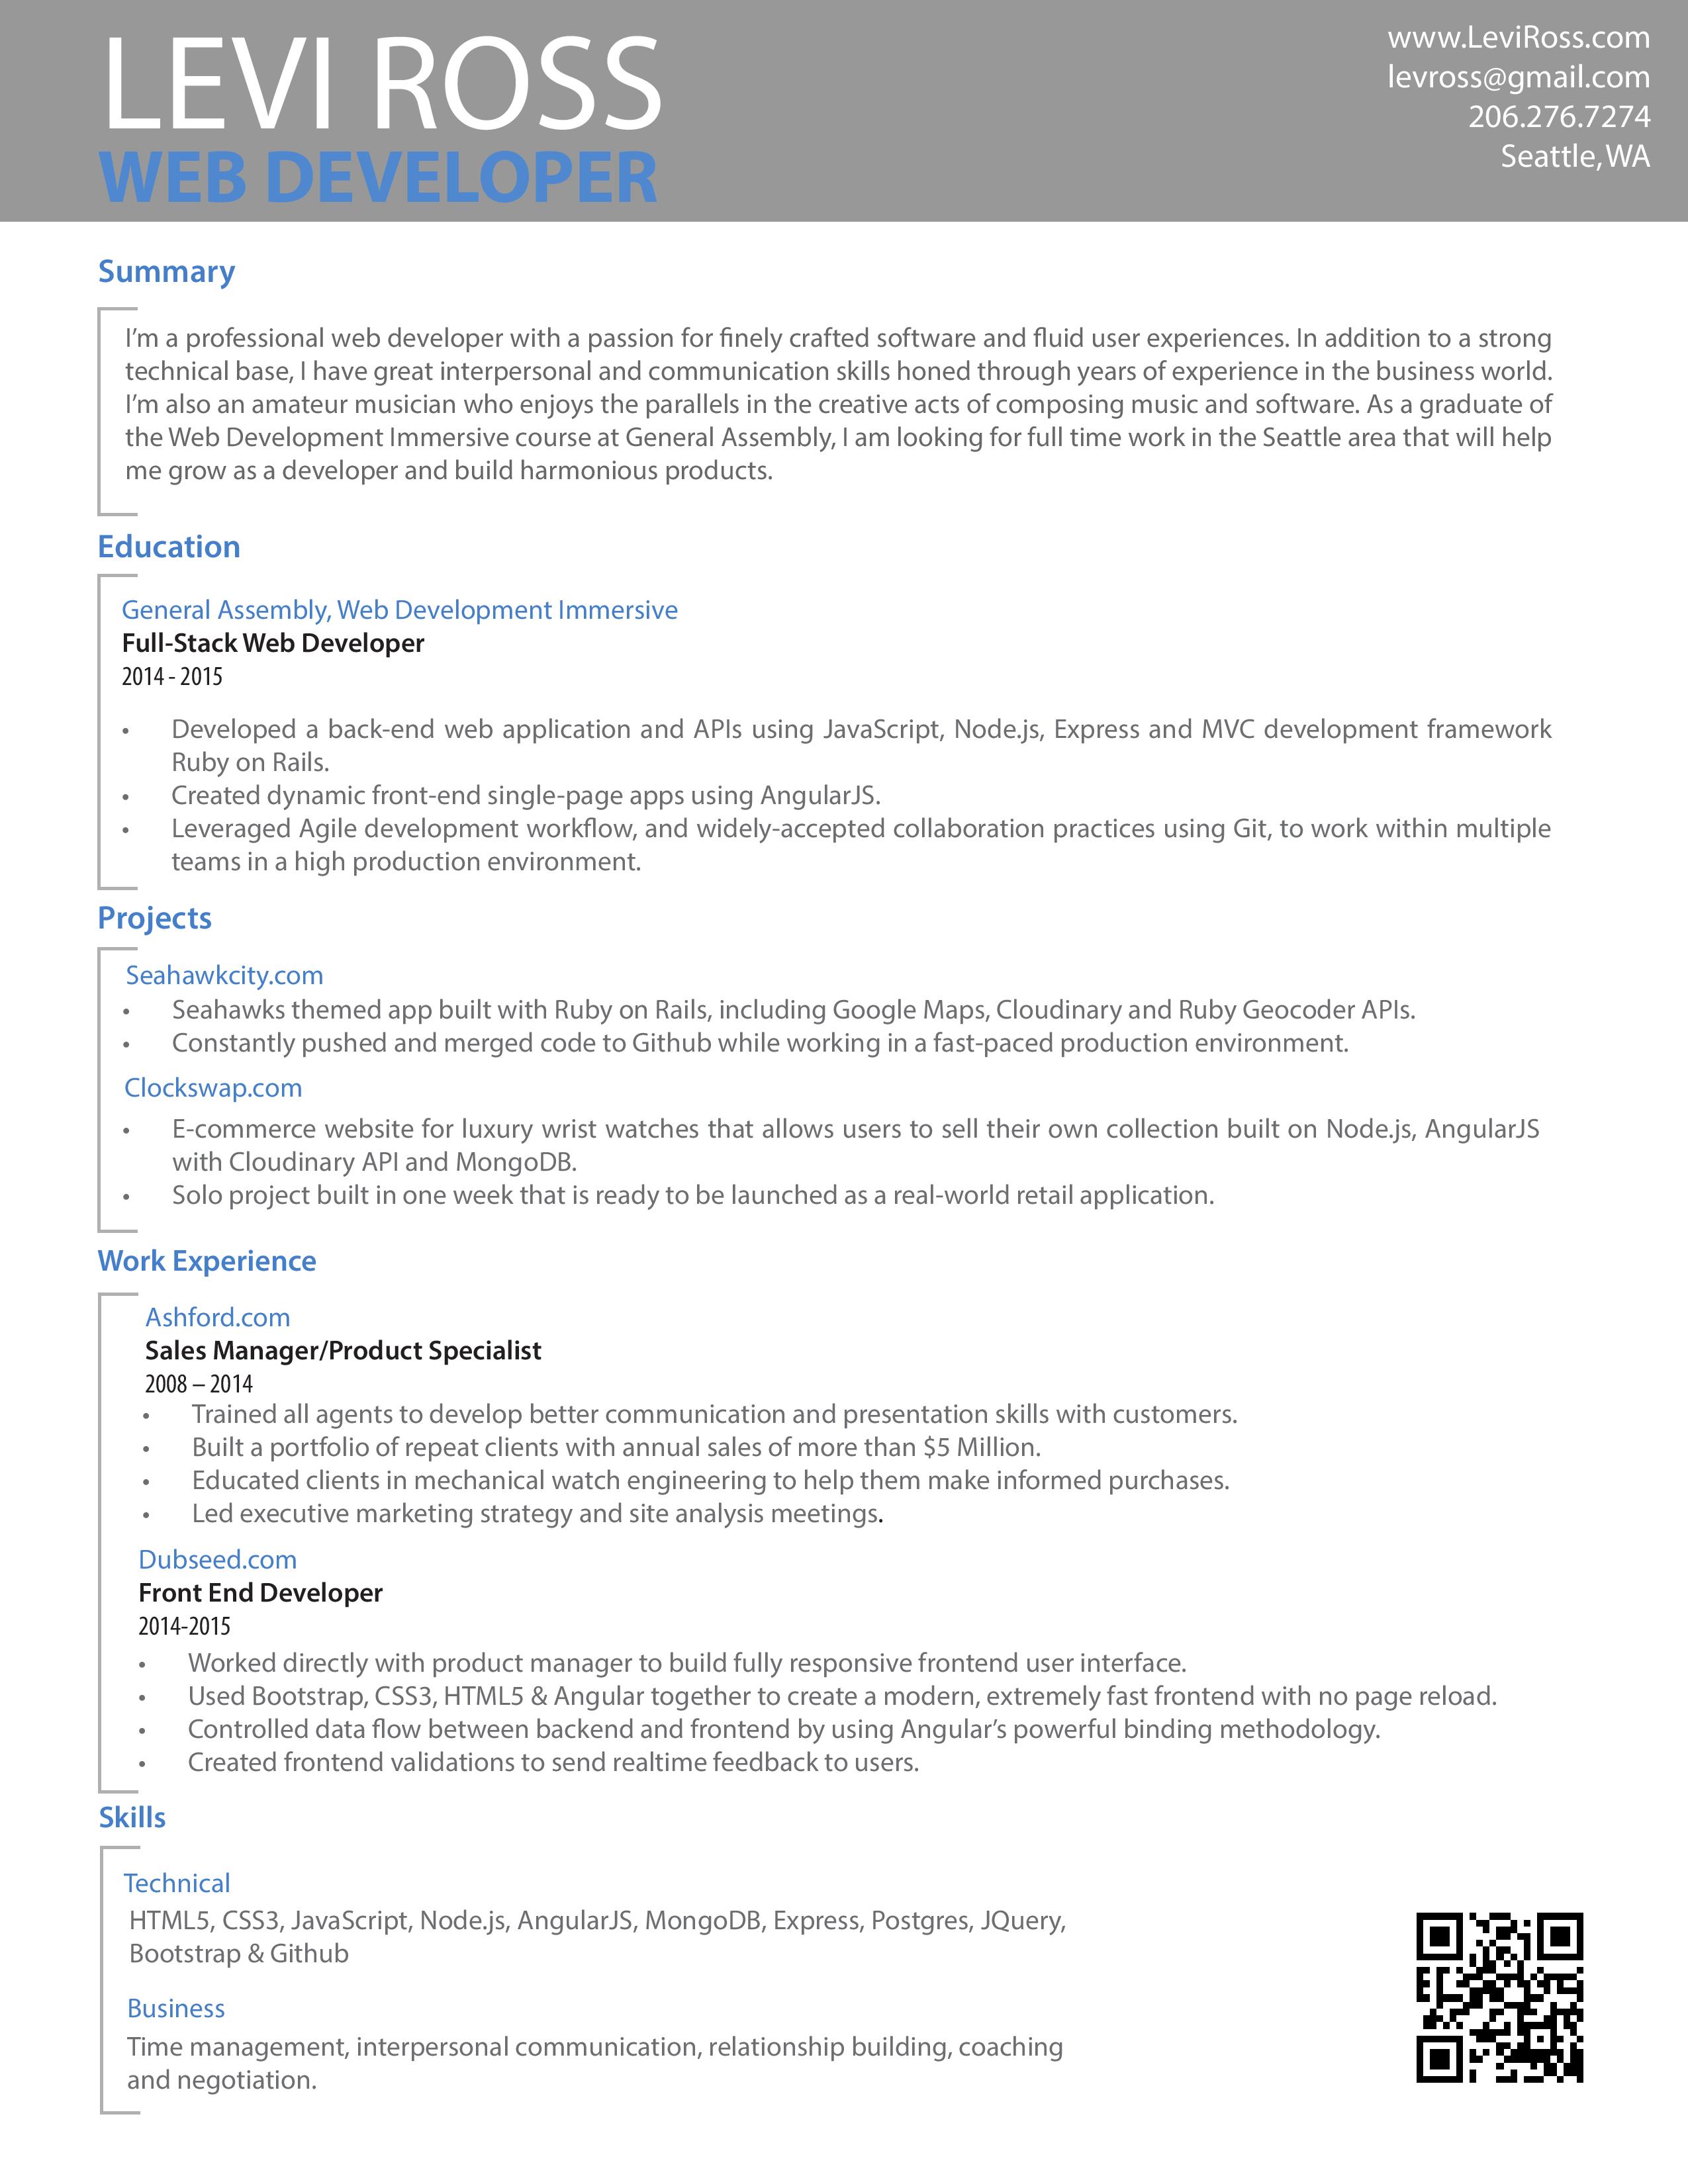 LEVI ROSS
WEB DEVELOPER
www.LeviRoss.com
levross@gmail.com
206.276.7274
Seattle, WA
Summary
I'm a professional web developer with a passion for finely crafted software and fluid user experiences. In addition to a strong
technical base, I have great interpersonal and communication skills honed through years of experience in the business world.
I'm also an amateur musician who enjoys the parallels in the creative acts of composing music and software. As a graduate of
the Web Development Immersive course at General Assembly, I am looking for full time work in the Seattle area that will help
me grow as a developer and build harmonious products.
Education
General Assembly, Web Development Immersive
Full-Stack Web Developer
2014 - 2015
• Developed a back-end web application and APIs using JavaScript, Node.js, Express and MVC development framework
Ruby on Rails.
• Created dynamic front-end single-page apps using AngularJS.
• Leveraged Agile development workflow, and widely-accepted collaboration practices using Git, to work within multiple
teams in a high production environment.
Projects
Seahawkcity.com
• Seahawks themed app built with Ruby on Rails, including Google Maps, Cloudinary and Ruby Geocoder APIs.
• Constantly pushed and merged code to Github while working in a fast-paced production environment.
Clockswap.com
• E-commerce website for luxury wrist watches that allows users to sell their own collection built on Node.js, AngularJS
with Cloudinary API and MongoDB.
• Solo project built in one week that is ready to be launched as a real-world retail application.
Work Experience
Ashford.com
Sales Manager/Product Specialist
2008 – 2014
• Trained all agents to develop better communication and presentation skills with customers.
• Built a portfolio of repeat clients with annual sales of more than $5 Million.
• Educated clients in mechanical watch engineering to help them make informed purchases.
• Led executive marketing strategy and site analysis meetings.
Dubseed.com
Front End Developer
2014-2015
• Worked directly with product manager to build fully responsive frontend user interface.
• Used Bootstrap, CSS3, HTML5 & Angular together to create a modern, extremely fast frontend with no page reload.
• Controlled data flow between backend and frontend by using Angular's powerful binding methodology.
• Created frontend validations to send realtime feedback to users.
Skills
Technical
HTML5, CSS3, JavaScript, Node.js, AngularJS, MongoDB, Express, Postgres, JQuery,
Bootstrap & Github
Business
Time management, interpersonal communication, relationship building, coaching
and negotiation.